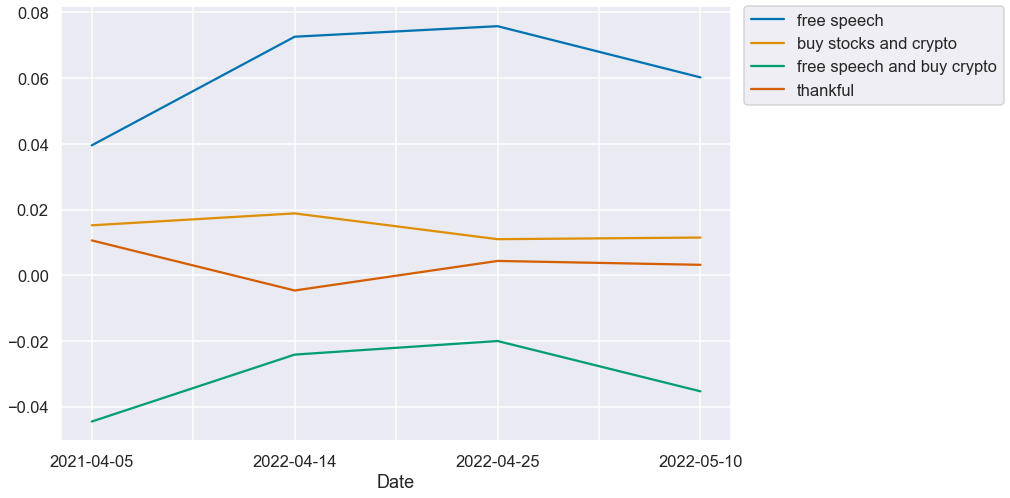 0.08
0.06
0.04
0.02
0.00
−0.02
−0.04
2021-04-05
2022-04-14
2022-04-25
2022-05-10
Date
free speech
buy stocks and crypto
free speech and buy crypto
thankful